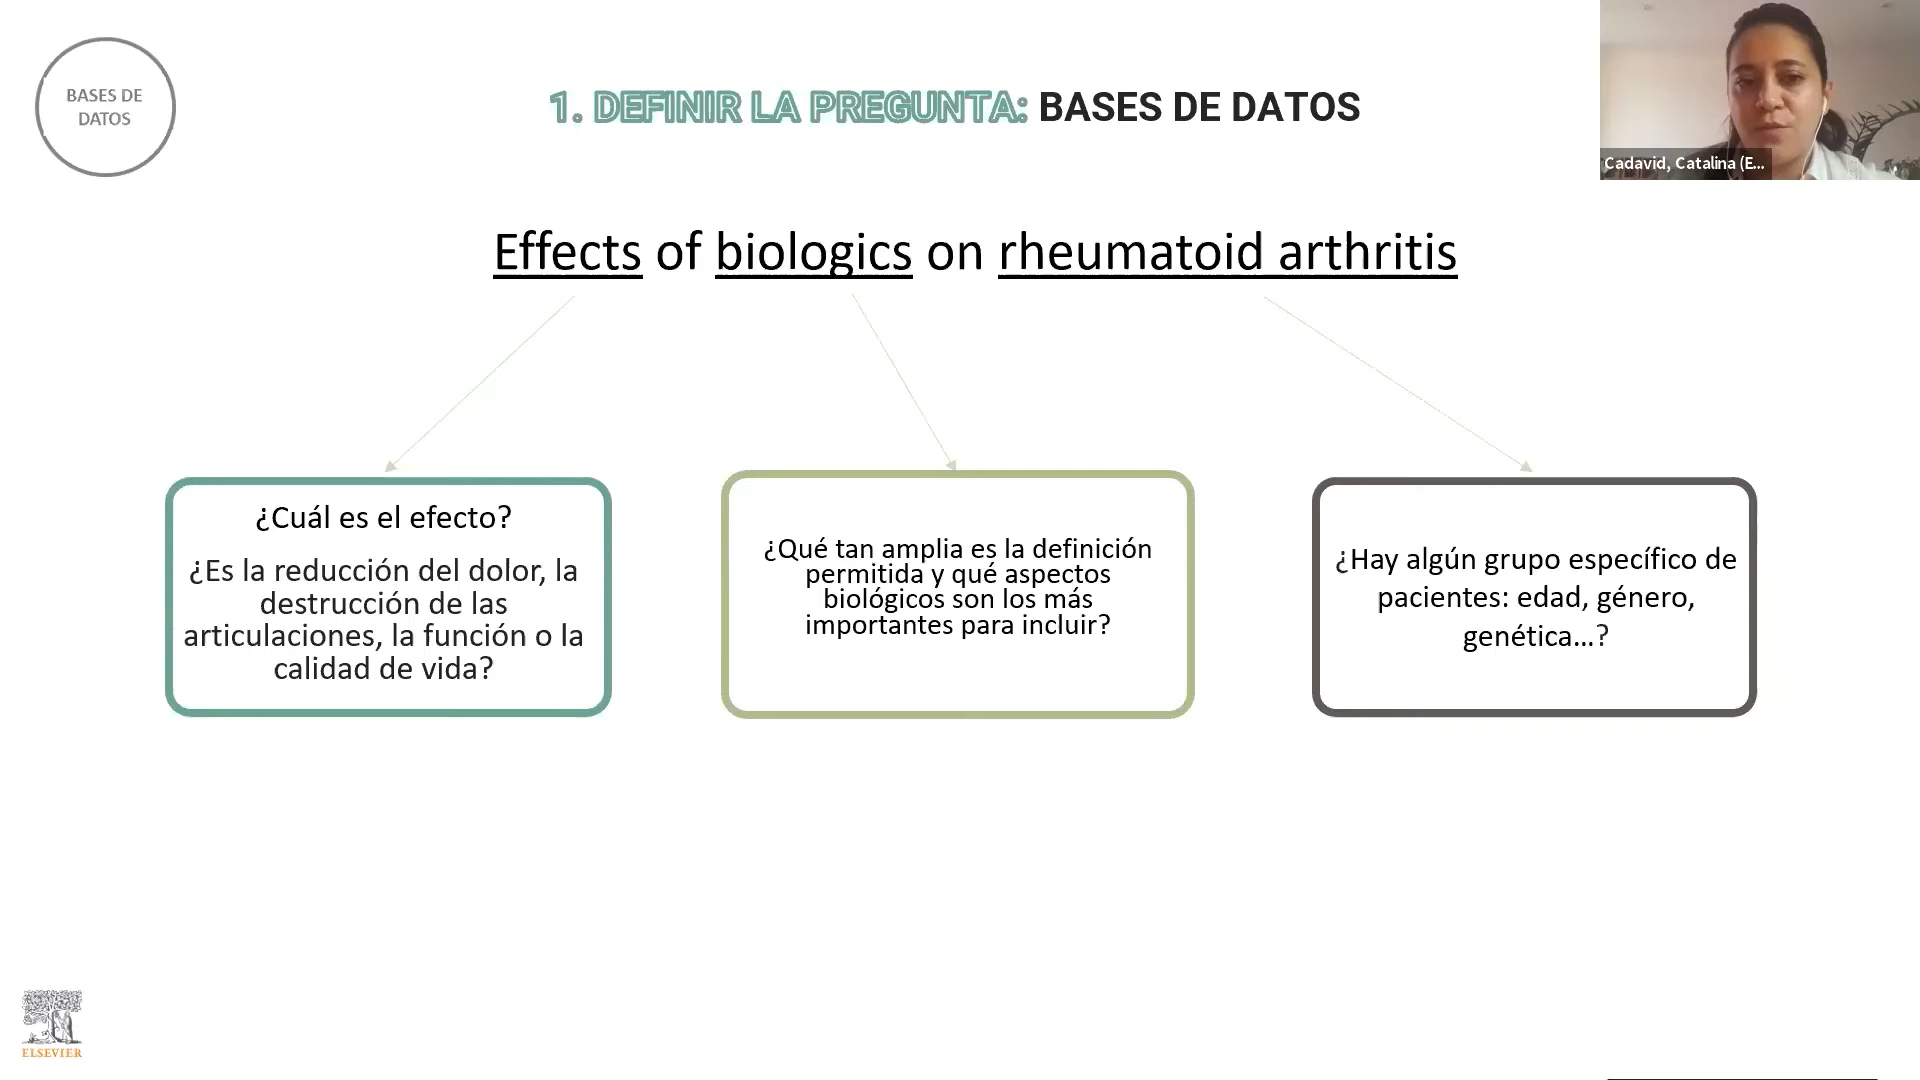 BASES DE
DATOS
1. DEFINIR LA PREGUNTA: BASES DE DATOS
Cadavid, Catalina (E...
Effects of biologics on rheumatoid arthritis
¿Cuál es el efecto?
¿Es la reducción del dolor, la
destrucción de las
articulaciones, la función o la
calidad de vida?
¿Qué tan amplia es la definición
permitida y qué aspectos
biológicos son los más
importantes para incluir?
¿Hay algún grupo específico de
pacientes: edad, género,
genética...?
ELSEVIER